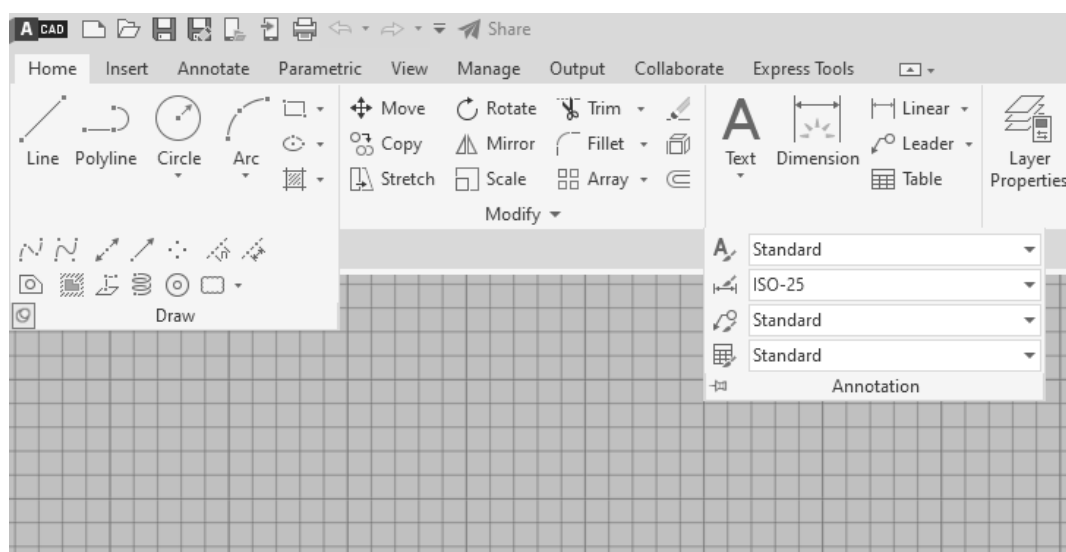 A CAD Share
Home Insert Annotate Parametric View Manage Output Collaborate Express Tools
Line Polyline Circle Arc
Move Rotate Trim
Copy Mirror Fillet
Stretch Scale Array
Modify
Text Dimension
Linear
Leader
Table
Layer
Properties
Draw
Standard
ISO-25
Standard
Standard
Annotation